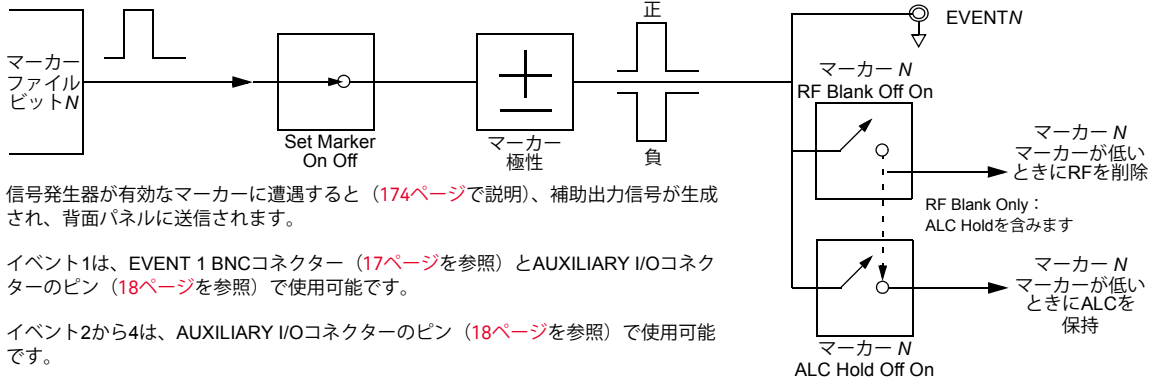 マーカー
ファイル
ビットN
Set Marker
On Off
マーカー
極性
正
負
EVENTN
マーカー N
RF Blank Off On
マーカー N
マーカーが低い
ときにRFを削除
RF Blank Only：
ALC Holdを含みます
マーカー N
マーカーが低い
ときにALCを
保持
マーカー N
ALC Hold Off On
信号発生器が有効なマーカーに遭遇すると（174ページで説明）、補助出力信号が生成
され、背面パネルに送信されます。
イベント1は、EVENT 1 BNCコネクター（17ページを参照）とAUXILIARY I/Oコネク
ターのピン（18ページを参照）で使用可能です。
イベント2から4は、AUXILIARY I/Oコネクターのピン（18ページを参照）で使用可能
です。